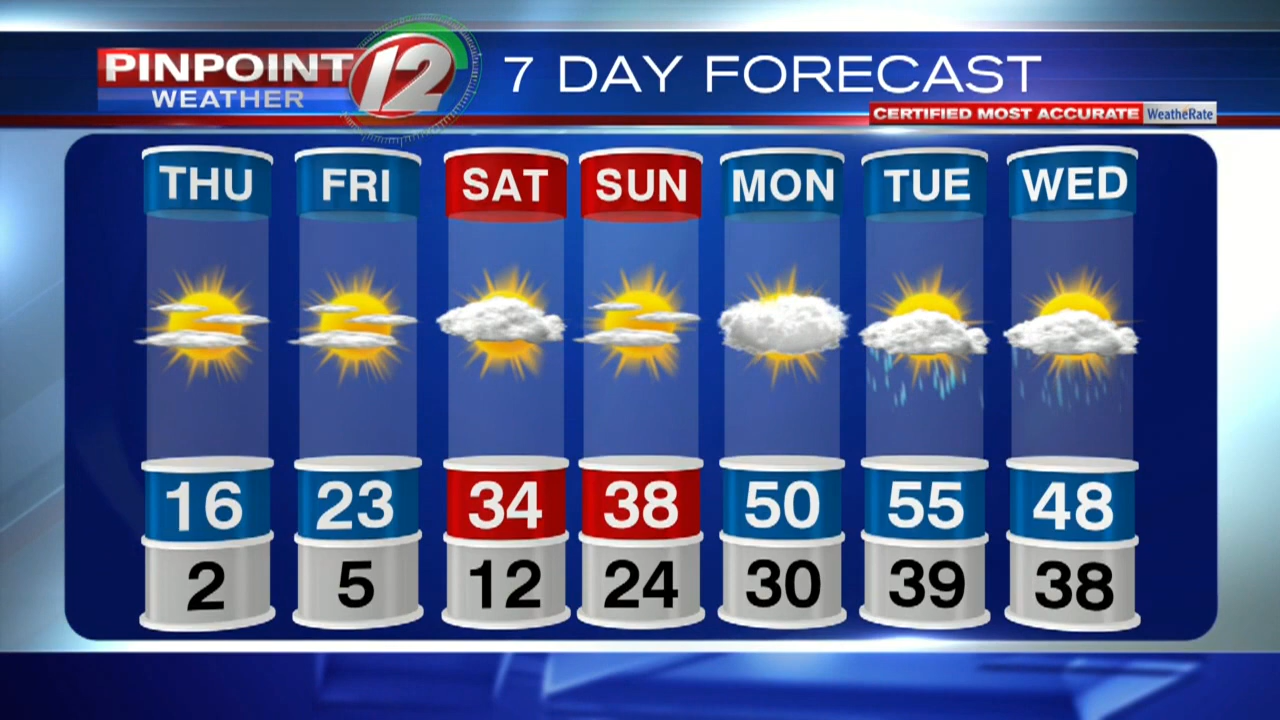 PINPOINT 12 7 DAY FORECAST
WEATHER
CERTIFIED MOST ACCURATE WeatheRate
THU FRI SAT SUN MON TUE WED
16 23 34 38 50 55 48
2 5 12 24 30 39 38